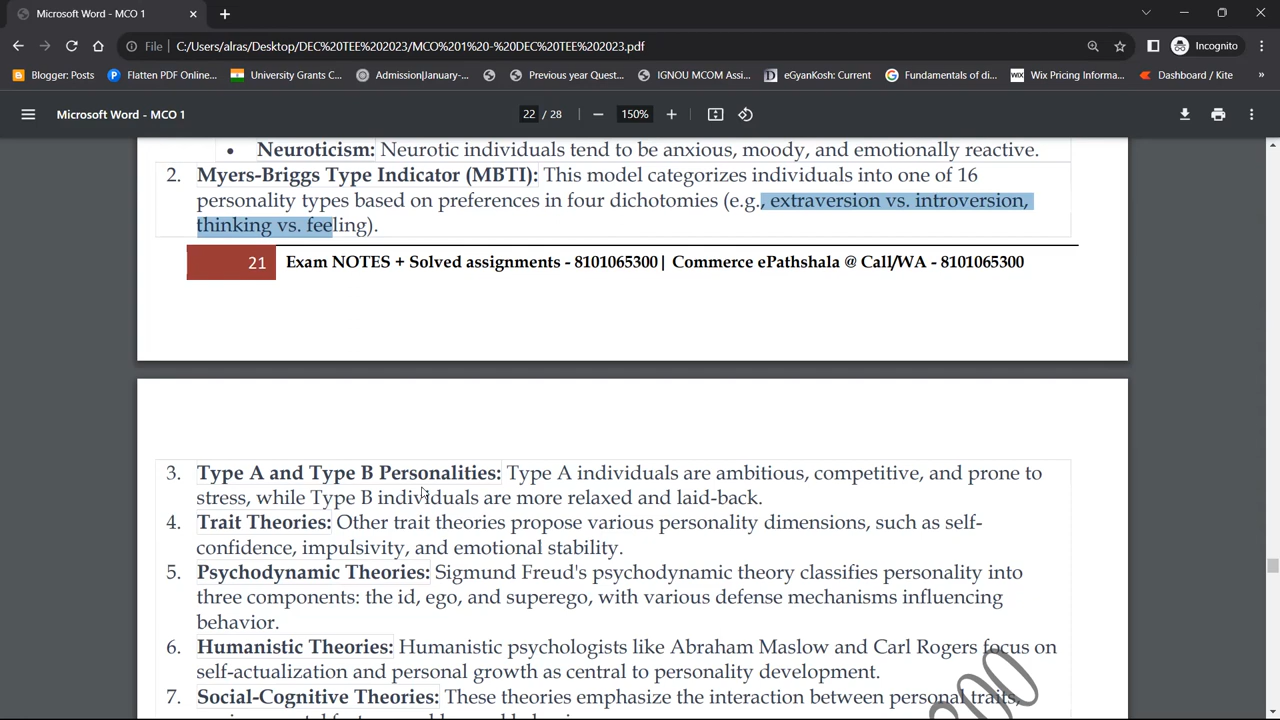 Microsoft Word - MCO 1
File C:/Users/alras/Desktop/DEC%20TEE%202023/MCO%201%20-%20DEC%20TEE%202023.pdf Incognito
Blogger: Posts Flatten PDF Online... University Grants C... Admission|January-... Previous year Quest... IGNOU MCOM Assi... eGyanKosh: Current Fundamentals of di... Wix Pricing Informa... Dashboard / Kite »
Microsoft Word - MCO 1 22 / 28 150%
• Neuroticism: Neurotic individuals tend to be anxious, moody, and emotionally reactive.
2. Myers-Briggs Type Indicator (MBTI): This model categorizes individuals into one of 16
personality types based on preferences in four dichotomies (e.g., extraversion vs. introversion,
thinking vs. feeling).
21 Exam NOTES + Solved assignments - 8101065300| Commerce ePathshala @ Call/WA - 8101065300
3. Type A and Type B Personalities: Type A individuals are ambitious, competitive, and prone to
stress, while Type B individuals are more relaxed and laid-back.
4. Trait Theories: Other trait theories propose various personality dimensions, such as self-
confidence, impulsivity, and emotional stability.
5. Psychodynamic Theories: Sigmund Freud's psychodynamic theory classifies personality into
three components: the id, ego, and superego, with various defense mechanisms influencing
behavior.
6. Humanistic Theories: Humanistic psychologists like Abraham Maslow and Carl Rogers focus on
self-actualization and personal growth as central to personality development.
7. Social-Cognitive Theories: These theories emphasize the interaction between personal traits,
300